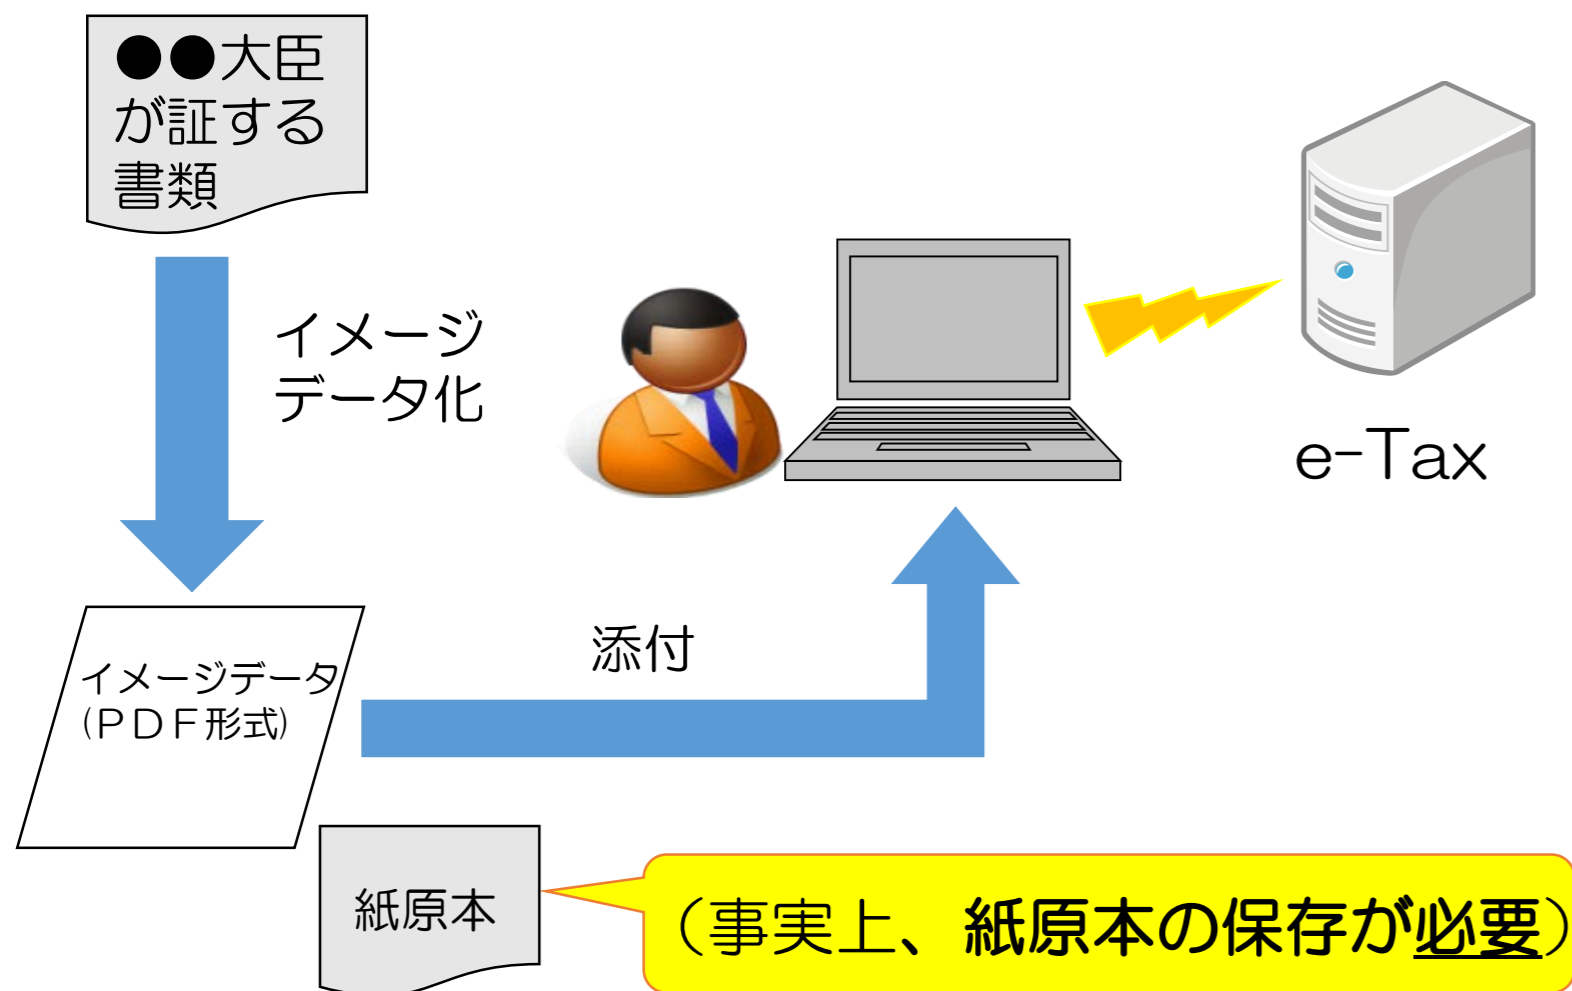 ●●大臣
が証する
書類
イメージ
データ化
e-Tax
添付
イメージデータ
(ＰＤＦ形式)
紙原本
（事実上、紙原本の保存が必要）